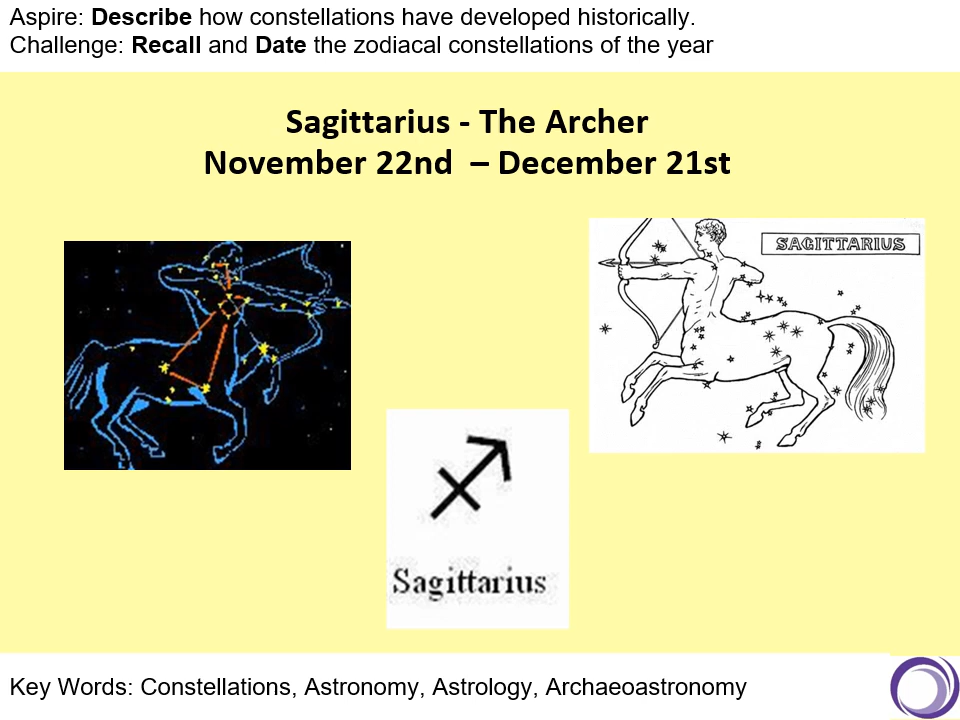 Aspire: Describe how constellations have developed historically.
Challenge: Recall and Date the zodiacal constellations of the year
Sagittarius - The Archer
November 22nd  – December 21st
SAGITTARIUS
Sagittarius
Key Words: Constellations, Astronomy, Astrology, Archaeoastronomy